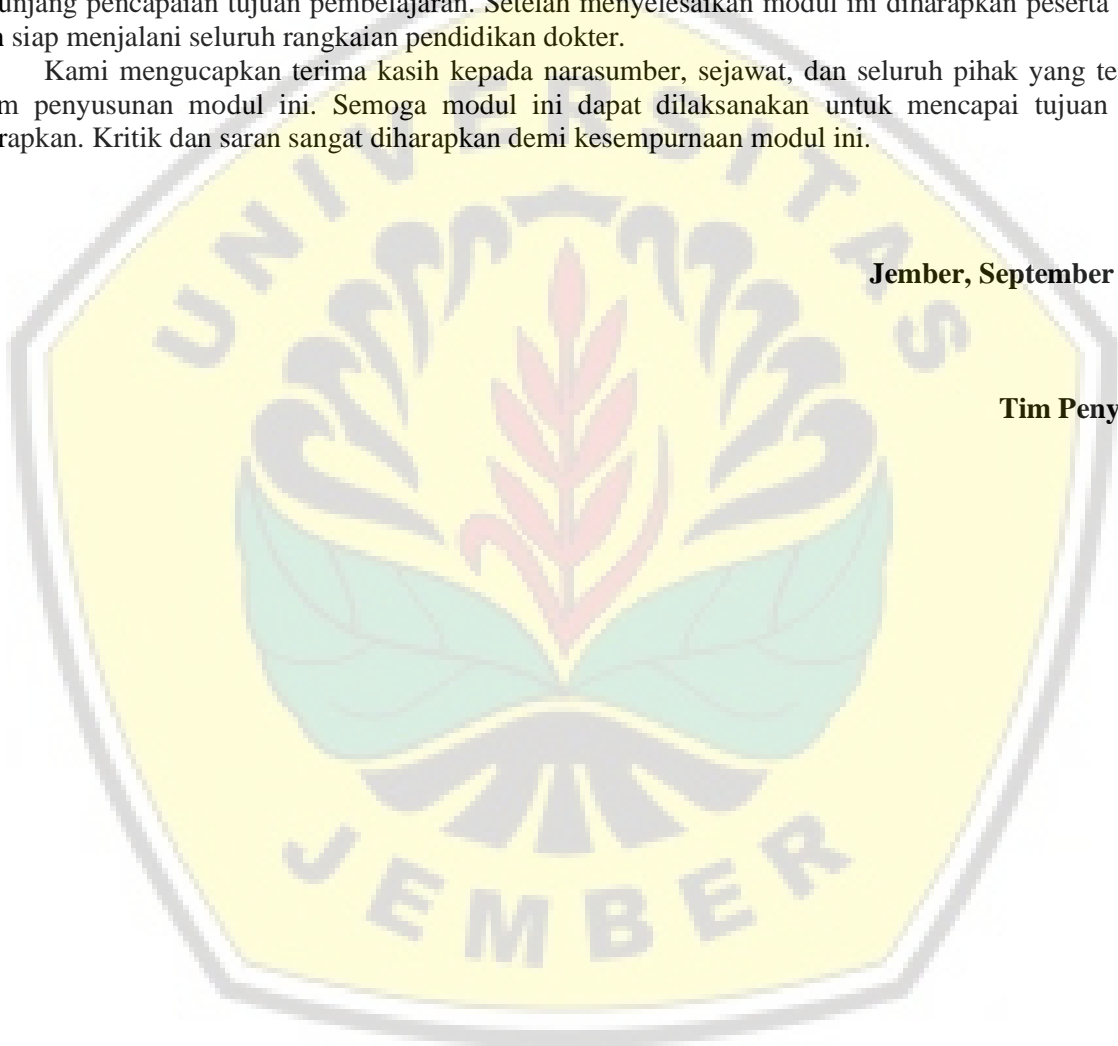 unjang pencapaian tujuan pembelajaran. Setelah menyelesaikan modul ini diharapkan peserta
siap menjalani seluruh rangkaian pendidikan dokter.
Kami mengucapkan terima kasih kepada narasumber, sejawat, dan seluruh pihak yang te
m penyusunan modul ini. Semoga modul ini dapat dilaksanakan untuk mencapai tujuan
rapkan. Kritik dan saran sangat diharapkan demi kesempurnaan modul ini.
UNIVERSITAS
Jember, September
Tim Peny
JEMBER